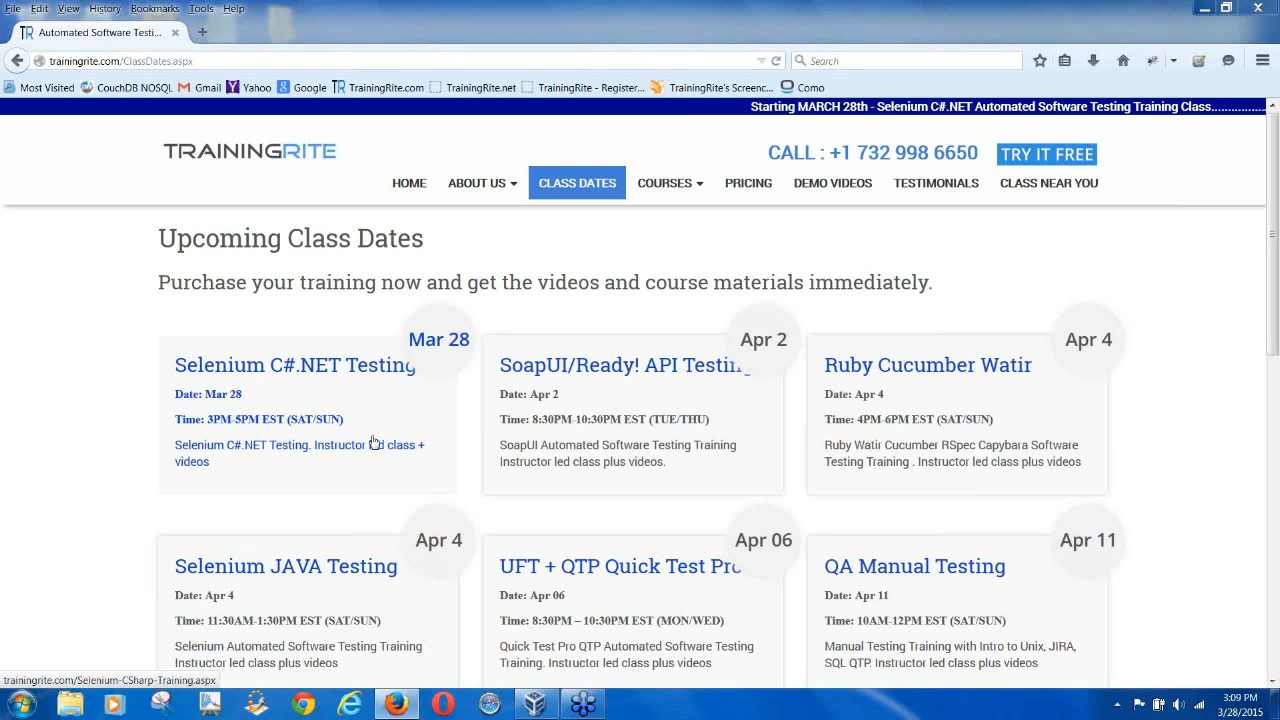 File Edit View History Bookmarks Tools Help
TR Automated Software Testi... × +
trainingrite.com/ClassDates.aspx
Search
Most Visited CouchDB NOSQL Gmail Yahoo Google TR TrainingRite.com TrainingRite.net TrainingRite - Register... TrainingRite's Screenc... Como
Starting MARCH 28th - Selenium C#.NET Automated Software Testing Training Class...............
TRAININGRITE
CALL : +1 732 998 6650 TRY IT FREE
HOME ABOUT US CLASS DATES COURSES PRICING DEMO VIDEOS TESTIMONIALS CLASS NEAR YOU
Upcoming Class Dates
Purchase your training now and get the videos and course materials immediately.
Mar 28
Selenium C#.NET Testing
Date: Mar 28
Time: 3PM-5PM EST (SAT/SUN)
Selenium C#.NET Testing. Instructor led class +
videos
Apr 2
SoapUI/Ready! API Testing
Date: Apr 2
Time: 8:30PM-10:30PM EST (TUE/THU)
SoapUI Automated Software Testing Training
Instructor led class plus videos.
Apr 4
Ruby Cucumber Watir
Date: Apr 4
Time: 4PM-6PM EST (SAT/SUN)
Ruby Watir Cucumber RSpec Capybara Software
Testing Training . Instructor led class plus videos
Apr 4
Selenium JAVA Testing
Date: Apr 4
Time: 11:30AM-1:30PM EST (SAT/SUN)
Selenium Automated Software Testing Training
Instructor led class plus videos
Apr 06
UFT + QTP Quick Test Pro
Date: Apr 06
Time: 8:30PM – 10:30PM EST (MON/WED)
Quick Test Pro QTP Automated Software Testing
Training. Instructor led class plus videos
Apr 11
QA Manual Testing
Date: Apr 11
Time: 10AM-12PM EST (SAT/SUN)
Manual Testing Training with Intro to Unix, JIRA,
SQL QTP Instructor led class plus videos
trainingrite.com/Selenium-CSharp-Training.aspx
3:09 PM
3/28/2015